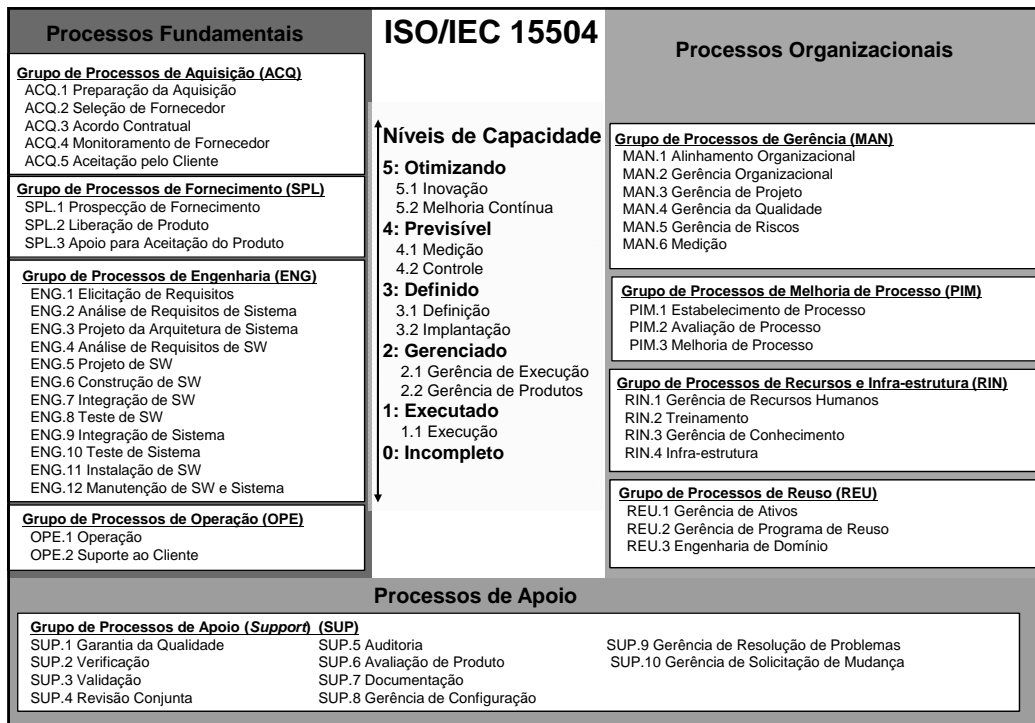 Processos Fundamentais
Grupo de Processos de Aquisição (ACQ)
ACQ.1 Preparação da Aquisição
ACQ.2 Seleção de Fornecedor
ACQ.3 Acordo Contratual
ACQ.4 Monitoramento de Fornecedor
ACQ.5 Aceitação pelo Cliente
Grupo de Processos de Fornecimento (SPL)
SPL.1 Prospecção de Fornecimento
SPL.2 Liberação de Produto
SPL.3 Apoio para Aceitação do Produto
Grupo de Processos de Engenharia (ENG)
ENG.1 Elicitação de Requisitos
ENG.2 Análise de Requisitos de Sistema
ENG.3 Projeto da Arquitetura de Sistema
ENG.4 Análise de Requisitos de SW
ENG.5 Projeto de SW
ENG.6 Construção de SW
ENG.7 Integração de SW
ENG.8 Teste de SW
ENG.9 Integração de Sistema
ENG.10 Teste de Sistema
ENG.11 Instalação de SW
ENG.12 Manutenção de SW e Sistema
Grupo de Processos de Operação (OPE)
OPE.1 Operação
OPE.2 Suporte ao Cliente
ISO/IEC 15504
Níveis de Capacidade
5: Otimizando
5.1 Inovação
5.2 Melhoria Contínua
4: Previsível
4.1 Medição
4.2 Controle
3: Definido
3.1 Definição
3.2 Implantação
2: Gerenciado
2.1 Gerência de Execução
2.2 Gerência de Produtos
1: Executado
1.1 Execução
0: Incompleto
Processos Organizacionais
Grupo de Processos de Gerência (MAN)
MAN.1 Alinhamento Organizacional
MAN.2 Gerência Organizacional
MAN.3 Gerência de Projeto
MAN.4 Gerência da Qualidade
MAN.5 Gerência de Riscos
MAN.6 Medição
Grupo de Processos de Melhoria de Processo (PIM)
PIM.1 Estabelecimento de Processo
PIM.2 Avaliação de Processo
PIM.3 Melhoria de Processo
Grupo de Processos de Recursos e Infra-estrutura (RIN)
RIN.1 Gerência de Recursos Humanos
RIN.2 Treinamento
RIN.3 Gerência de Conhecimento
RIN.4 Infra-estrutura
Grupo de Processos de Reuso (REU)
REU.1 Gerência de Ativos
REU.2 Gerência de Programa de Reuso
REU.3 Engenharia de Domínio
Processos de Apoio
Grupo de Processos de Apoio (Support) (SUP)
SUP.1 Garantia da Qualidade
SUP.2 Verificação
SUP.3 Validação
SUP.4 Revisão Conjunta
SUP.5 Auditoria
SUP.6 Avaliação de Produto
SUP.7 Documentação
SUP.8 Gerência de Configuração
SUP.9 Gerência de Resolução de Problemas
SUP.10 Gerência de Solicitação de Mudança